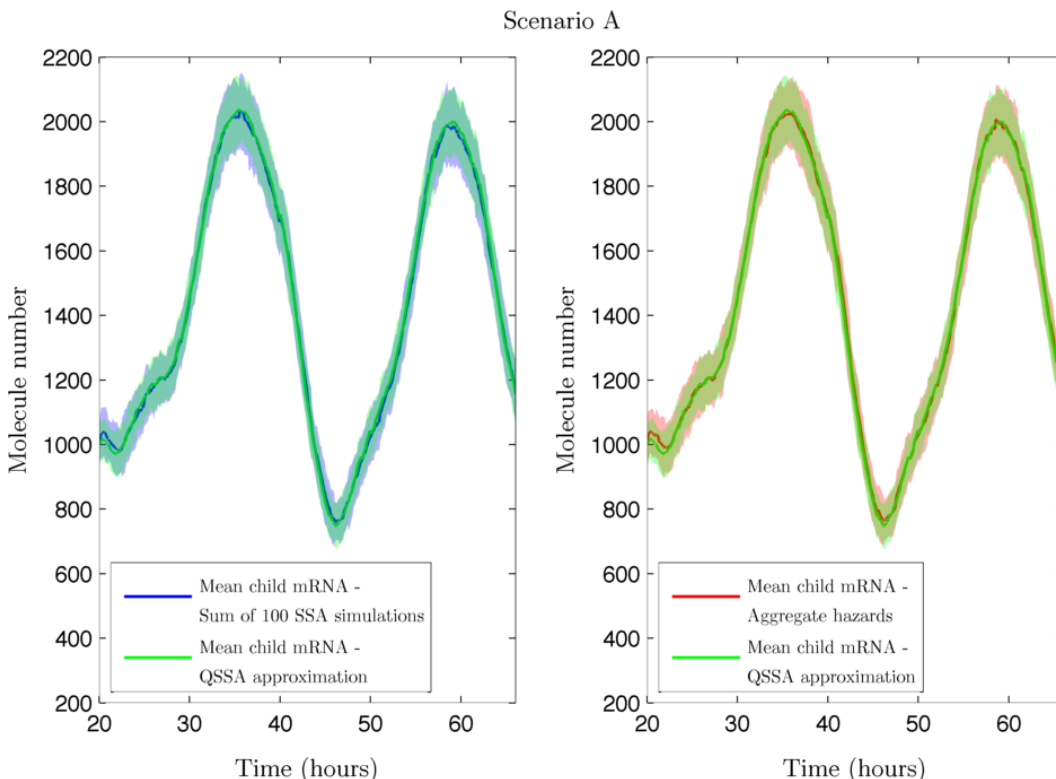 Scenario A
2200
2000
1800
1600
1400
1200
1000
800
600
400
200
Molecule number
Mean child mRNA -
Sum of 100 SSA simulations
Mean child mRNA -
QSSA approximation
20
30
40
50
60
Time (hours)
2200
2000
1800
1600
1400
1200
1000
800
600
400
200
Molecule number
Mean child mRNA -
Aggregate hazards
Mean child mRNA -
QSSA approximation
20
30
40
50
60
Time (hours)